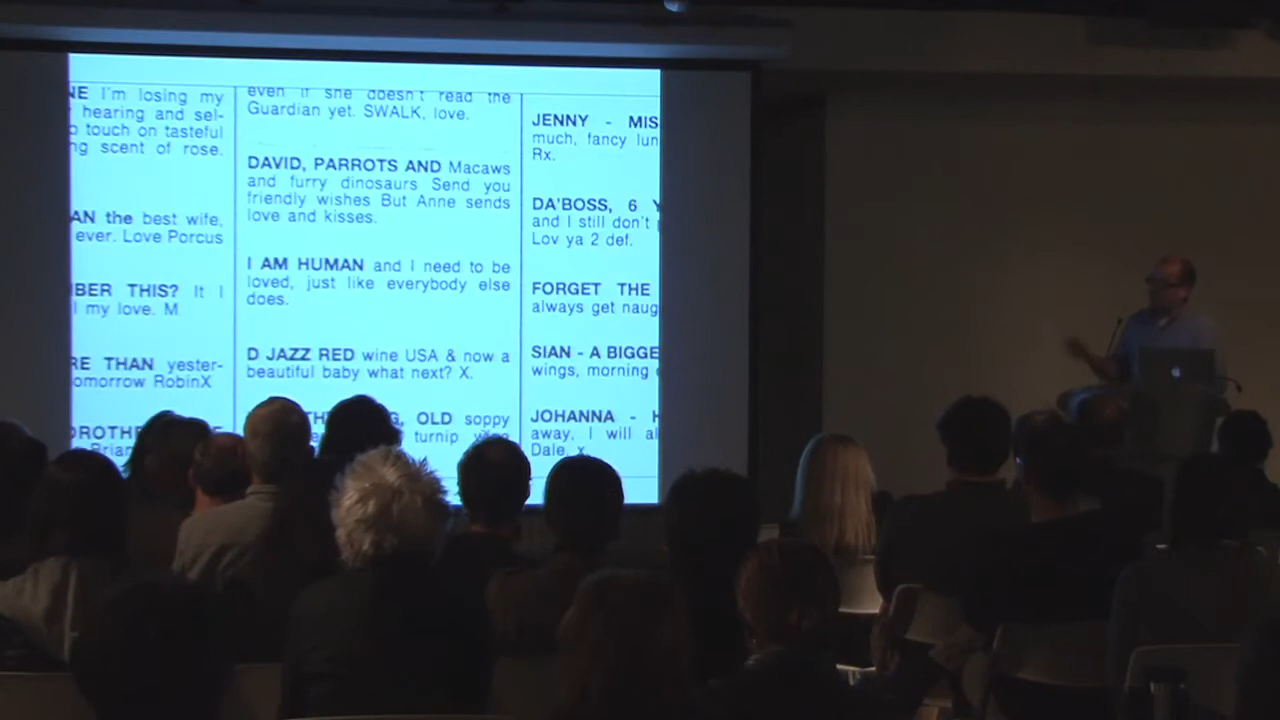 NE I'm losing my
hearing and sel-
touch on tasteful
ng scent of rose.
AN the best wife,
ever. Love Porcus
BER THIS? It I
my love. M
RE THAN yester-
omorrow RobinX
Brian
even if she doesn't read the
Guardian yet. SWALK, love.
DAVID, PARROTS AND Macaws
and furry dinosaurs Send you
friendly wishes But Anne sends
love and kisses.
I AM HUMAN and I need to be
loved, just like everybody else
does.
D JAZZ RED wine USA & now a
beautiful baby what next? X.
OLD soppy
turnip
JENNY - MIS
much, fancy lun
Rx.
DA'BOSS, 6 Y
and I still don't
Lov ya 2 def.
FORGET THE
always get naug
SIAN - A BIGGE
wings, morning
JOHANNA - H
away. I will al
Dale. x.